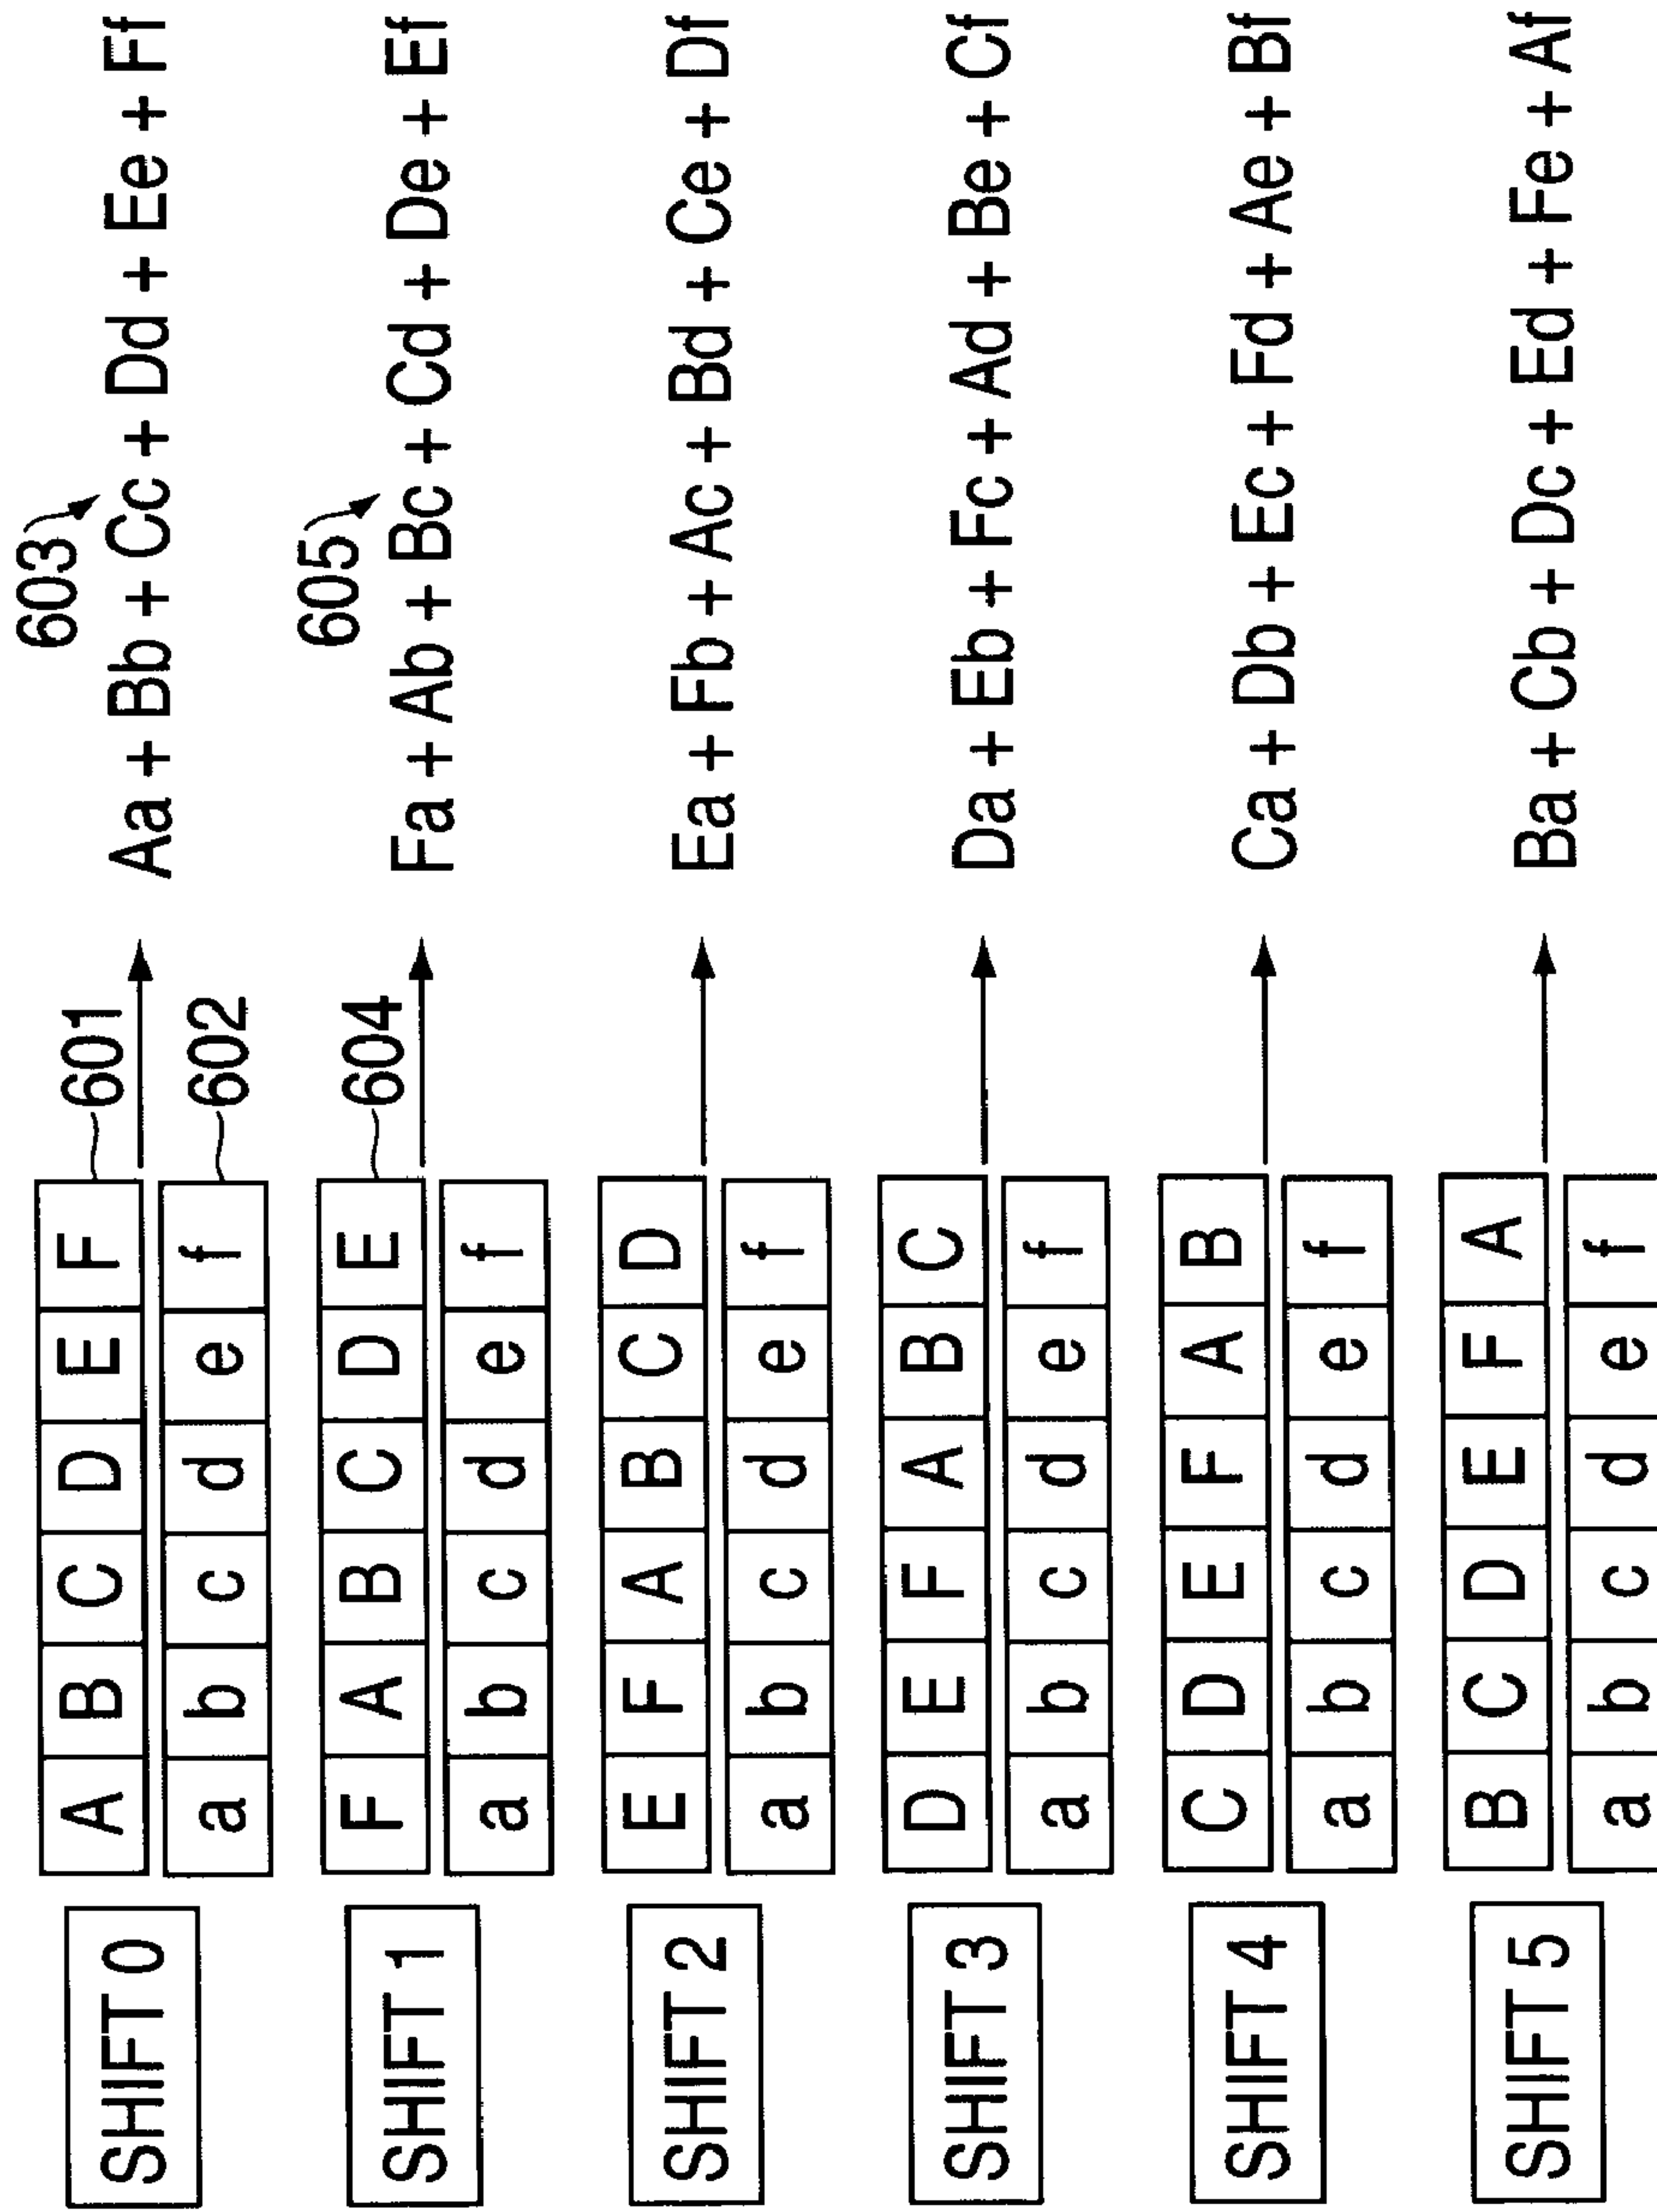 603
601
SHIFT 0 A B C D E F Aa + Bb + Cc + Dd + Ee + Ff
a b c d e f
602
605
604
SHIFT 1 F A B C D E Fa + Ab + Bc + Cd + De + Ef
a b c d e f
SHIFT 2 E F A B C D Ea + Fb + Ac + Bd + Ce + Df
a b c d e f
SHIFT 3 D E F A B C Da + Eb + Fc + Ad + Be + Cf
a b c d e f
SHIFT 4 C D E F A B Ca + Db + Ec + Fd + Ae + Bf
a b c d e f
SHIFT 5 B C D E F A Ba + Cb + Dc + Ed + Fe + Af
a b c d e f